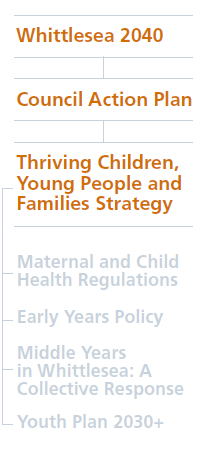 Whittlesea 2040
Council Action Plan
Thriving Children,
Young People and
Families Strategy
Maternal and Child
Health Regulations
Early Years Policy
Middle Years
in Whittlesea: A
Collective Response
Youth Plan 2030+